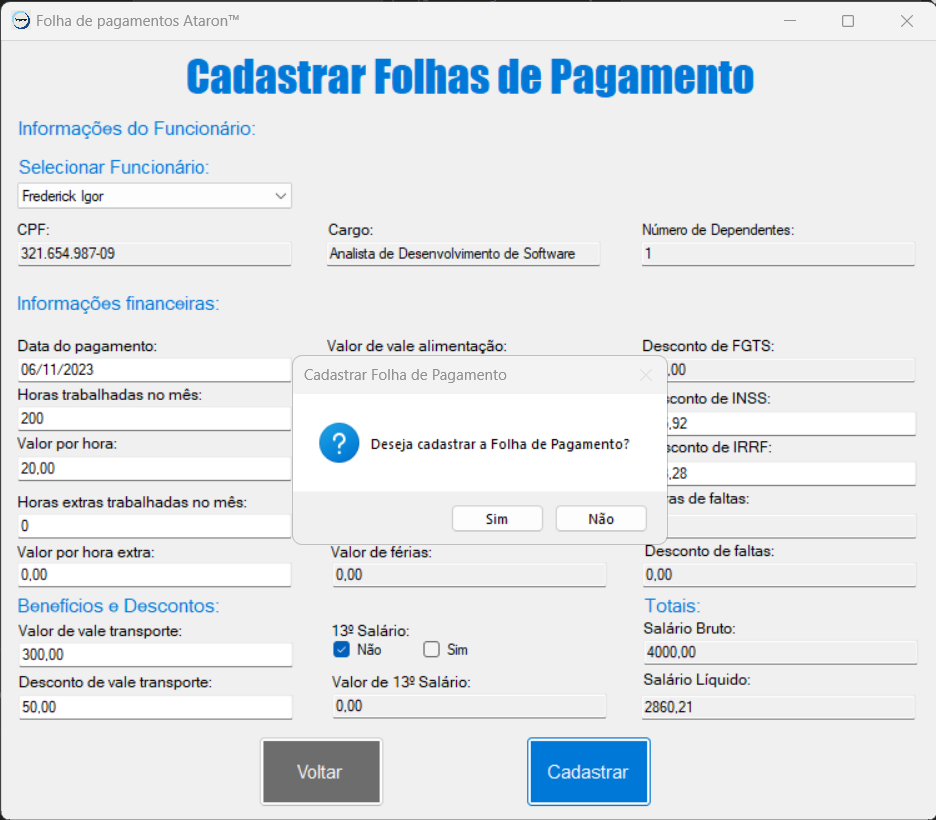 Folha de pagamentos Ataron™
Cadastrar Folhas de Pagamento
Informações do Funcionário:
Selecionar Funcionário:
Frederick Igor
CPF:
321.654.987-09
Cargo:
Analista de Desenvolvimento de Software
Número de Dependentes:
1
Informações financeiras:
Data do pagamento:
06/11/2023
Horas trabalhadas no mês:
200
Valor por hora:
20,00
Horas extras trabalhadas no mês:
0
Valor por hora extra:
0,00
Valor de vale alimentação:
Cadastrar Folha de Pagamento
Deseja cadastrar a Folha de Pagamento?
Sim
Não
Valor de férias:
0,00
Desconto de FGTS:
,00
sconto de INSS:
,92
sconto de IRRF:
,28
as de faltas:
Desconto de faltas:
0,00
Benefícios e Descontos:
Valor de vale transporte:
300,00
Desconto de vale transporte:
50,00
13º Salário:
Não
Sim
Valor de 13º Salário:
0,00
Totais:
Salário Bruto:
4000,00
Salário Líquido:
2860,21
Voltar
Cadastrar